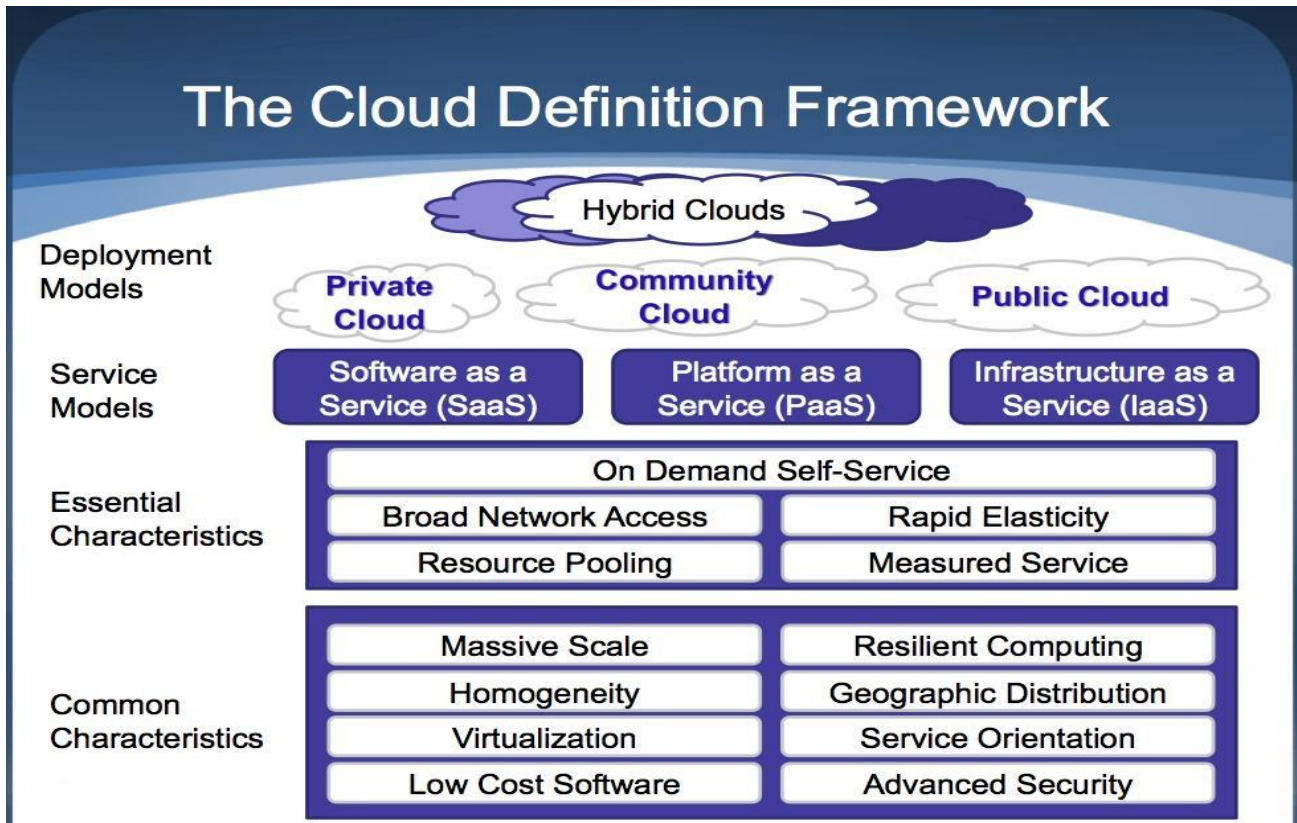 The Cloud Definition Framework
Hybrid Clouds
Deployment
Models
Private
Cloud
Community
Cloud
Public Cloud
Service
Models
Software as a
Service (SaaS)
Platform as a
Service (PaaS)
Infrastructure as a
Service (IaaS)
Essential
Characteristics
On Demand Self-Service
Broad Network Access
Rapid Elasticity
Resource Pooling
Measured Service
Common
Characteristics
Massive Scale
Resilient Computing
Homogeneity
Geographic Distribution
Virtualization
Service Orientation
Low Cost Software
Advanced Security